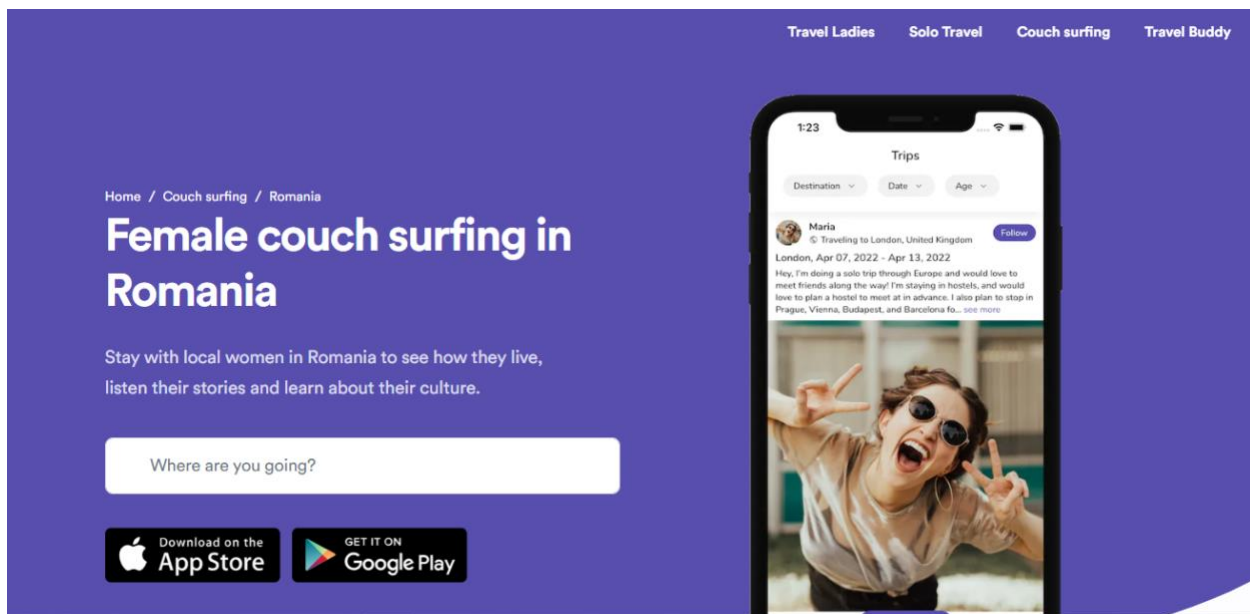 Travel Ladies Solo Travel Couch surfing Travel Buddy
Home / Couch surfing / Romania
Female couch surfing in
Romania
Stay with local women in Romania to see how they live,
listen their stories and learn about their culture.
Where are you going?
Download on the
App Store
GET IT ON
Google Play
1:23
Trips
Destination Date Age
Maria
Traveling to London, United Kingdom
Follow
London, Apr 07, 2022 - Apr 13, 2022
Hey, I'm doing a solo trip through Europe and would love to
meet friends along the way! I'm staying in hostels, and would
love to plan a hostel to meet at in advance. I also plan to stop in
Prague, Vienna, Budapest, and Barcelona fo... see more